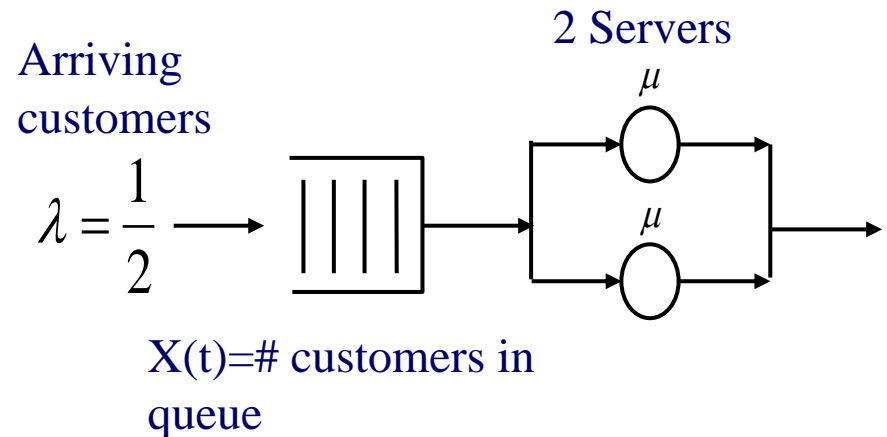 2 Servers
Arriving
customers
μ
λ = 1/2
μ
X(t)=# customers in
queue